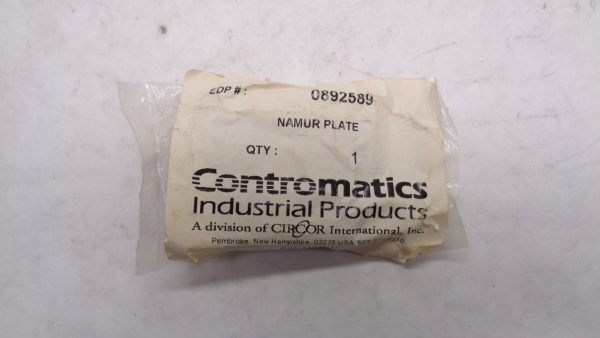 EDP #: 0892589
NAMUR PLATE
QTY: 1
Contromatics
Industrial Products
A division of CIRCOR International, Inc.
Pembroke, New Hampshire, 03275 USA